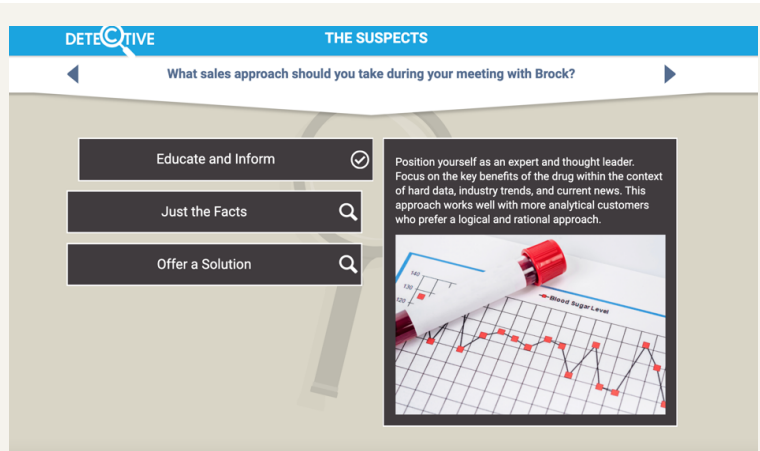 DETECTIVE
THE SUSPECTS
What sales approach should you take during your meeting with Brock?
Educate and Inform
Just the Facts
Offer a Solution
Position yourself as an expert and thought leader.
Focus on the key benefits of the drug within the context
of hard data, industry trends, and current news. This
approach works well with more analytical customers
who prefer a logical and rational approach.
140
130
120
Blood Sugar Level